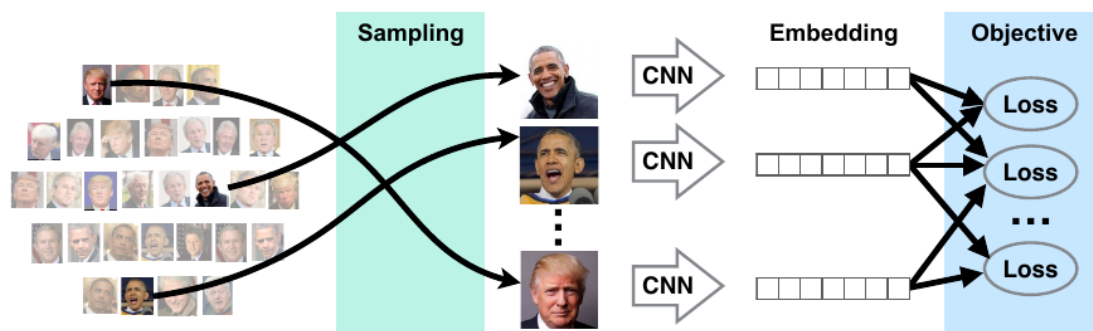 Sampling
Embedding
Objective
CNN
Loss
CNN
Loss
...
CNN
Loss